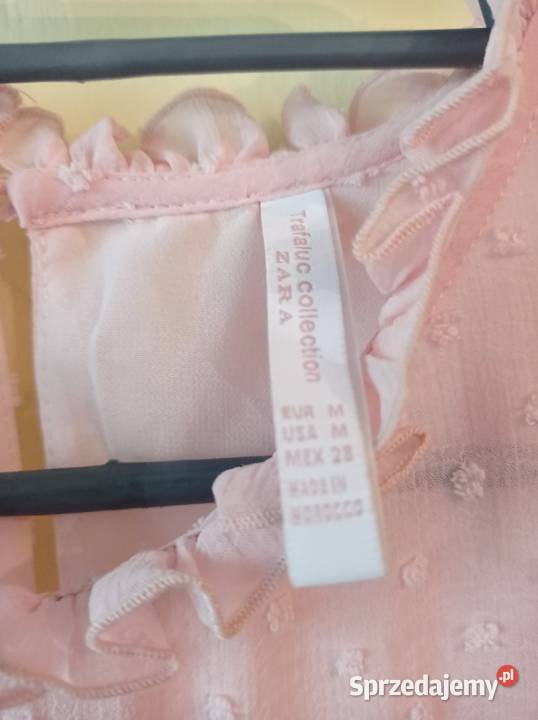 Trafaluc collection
ZARA
EUR M
USA M
MEX 28
MADE IN
MOROCCO
Sprzedajemy.pl